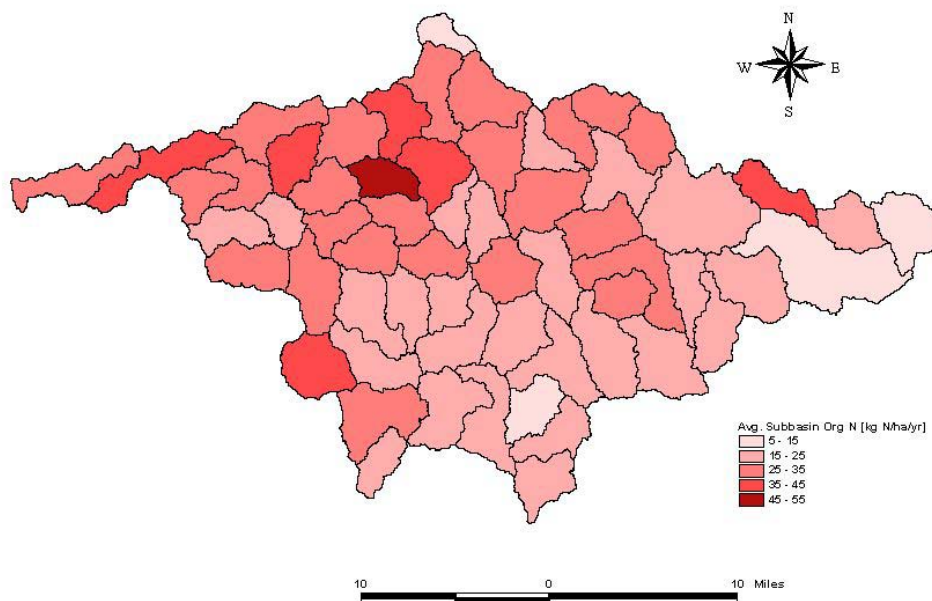 N
W E
S
Avg. Subbasin Org N [kg N/ha/yr]
5 - 15
15 - 25
25 - 35
35 - 45
45 - 55
10 0 10 Miles